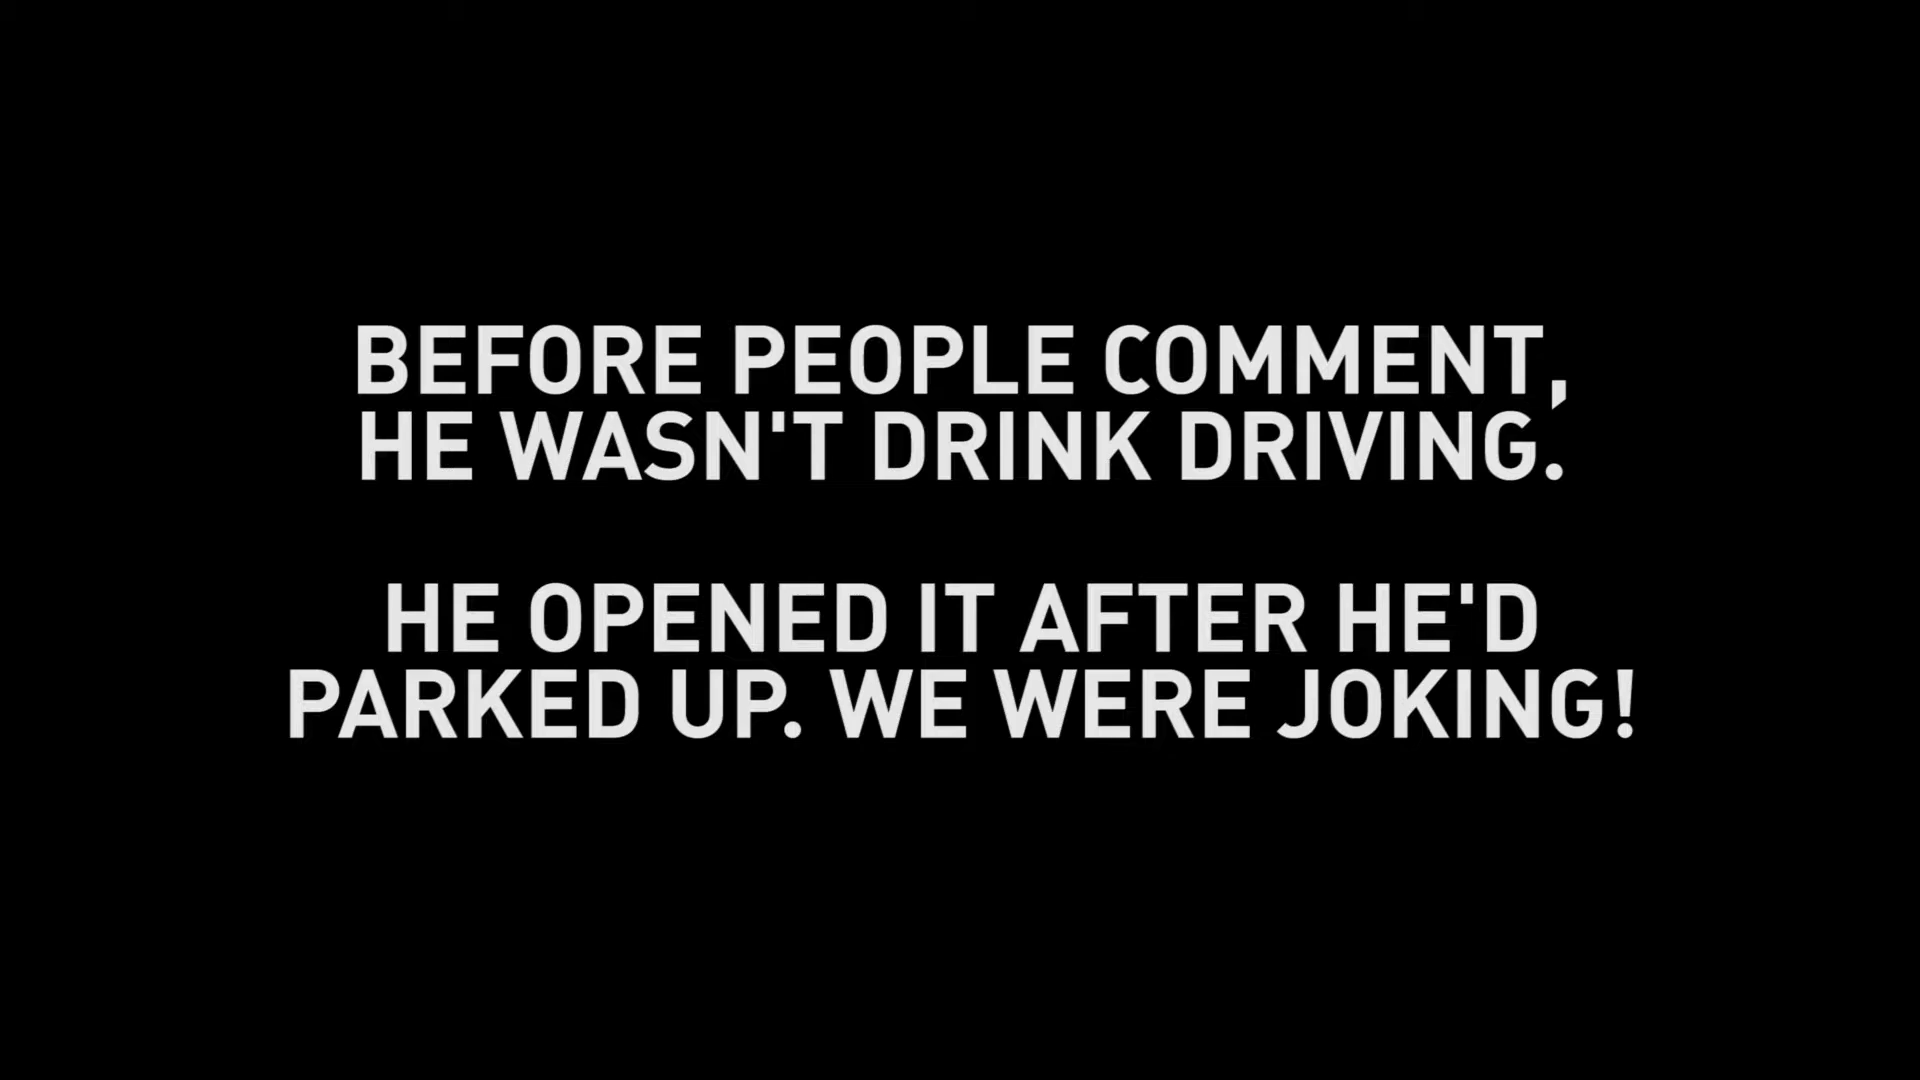 BEFORE PEOPLE COMMENT,
HE WASN'T DRINK DRIVING.
HE OPENED IT AFTER HE'D
PARKED UP. WE WERE JOKING!